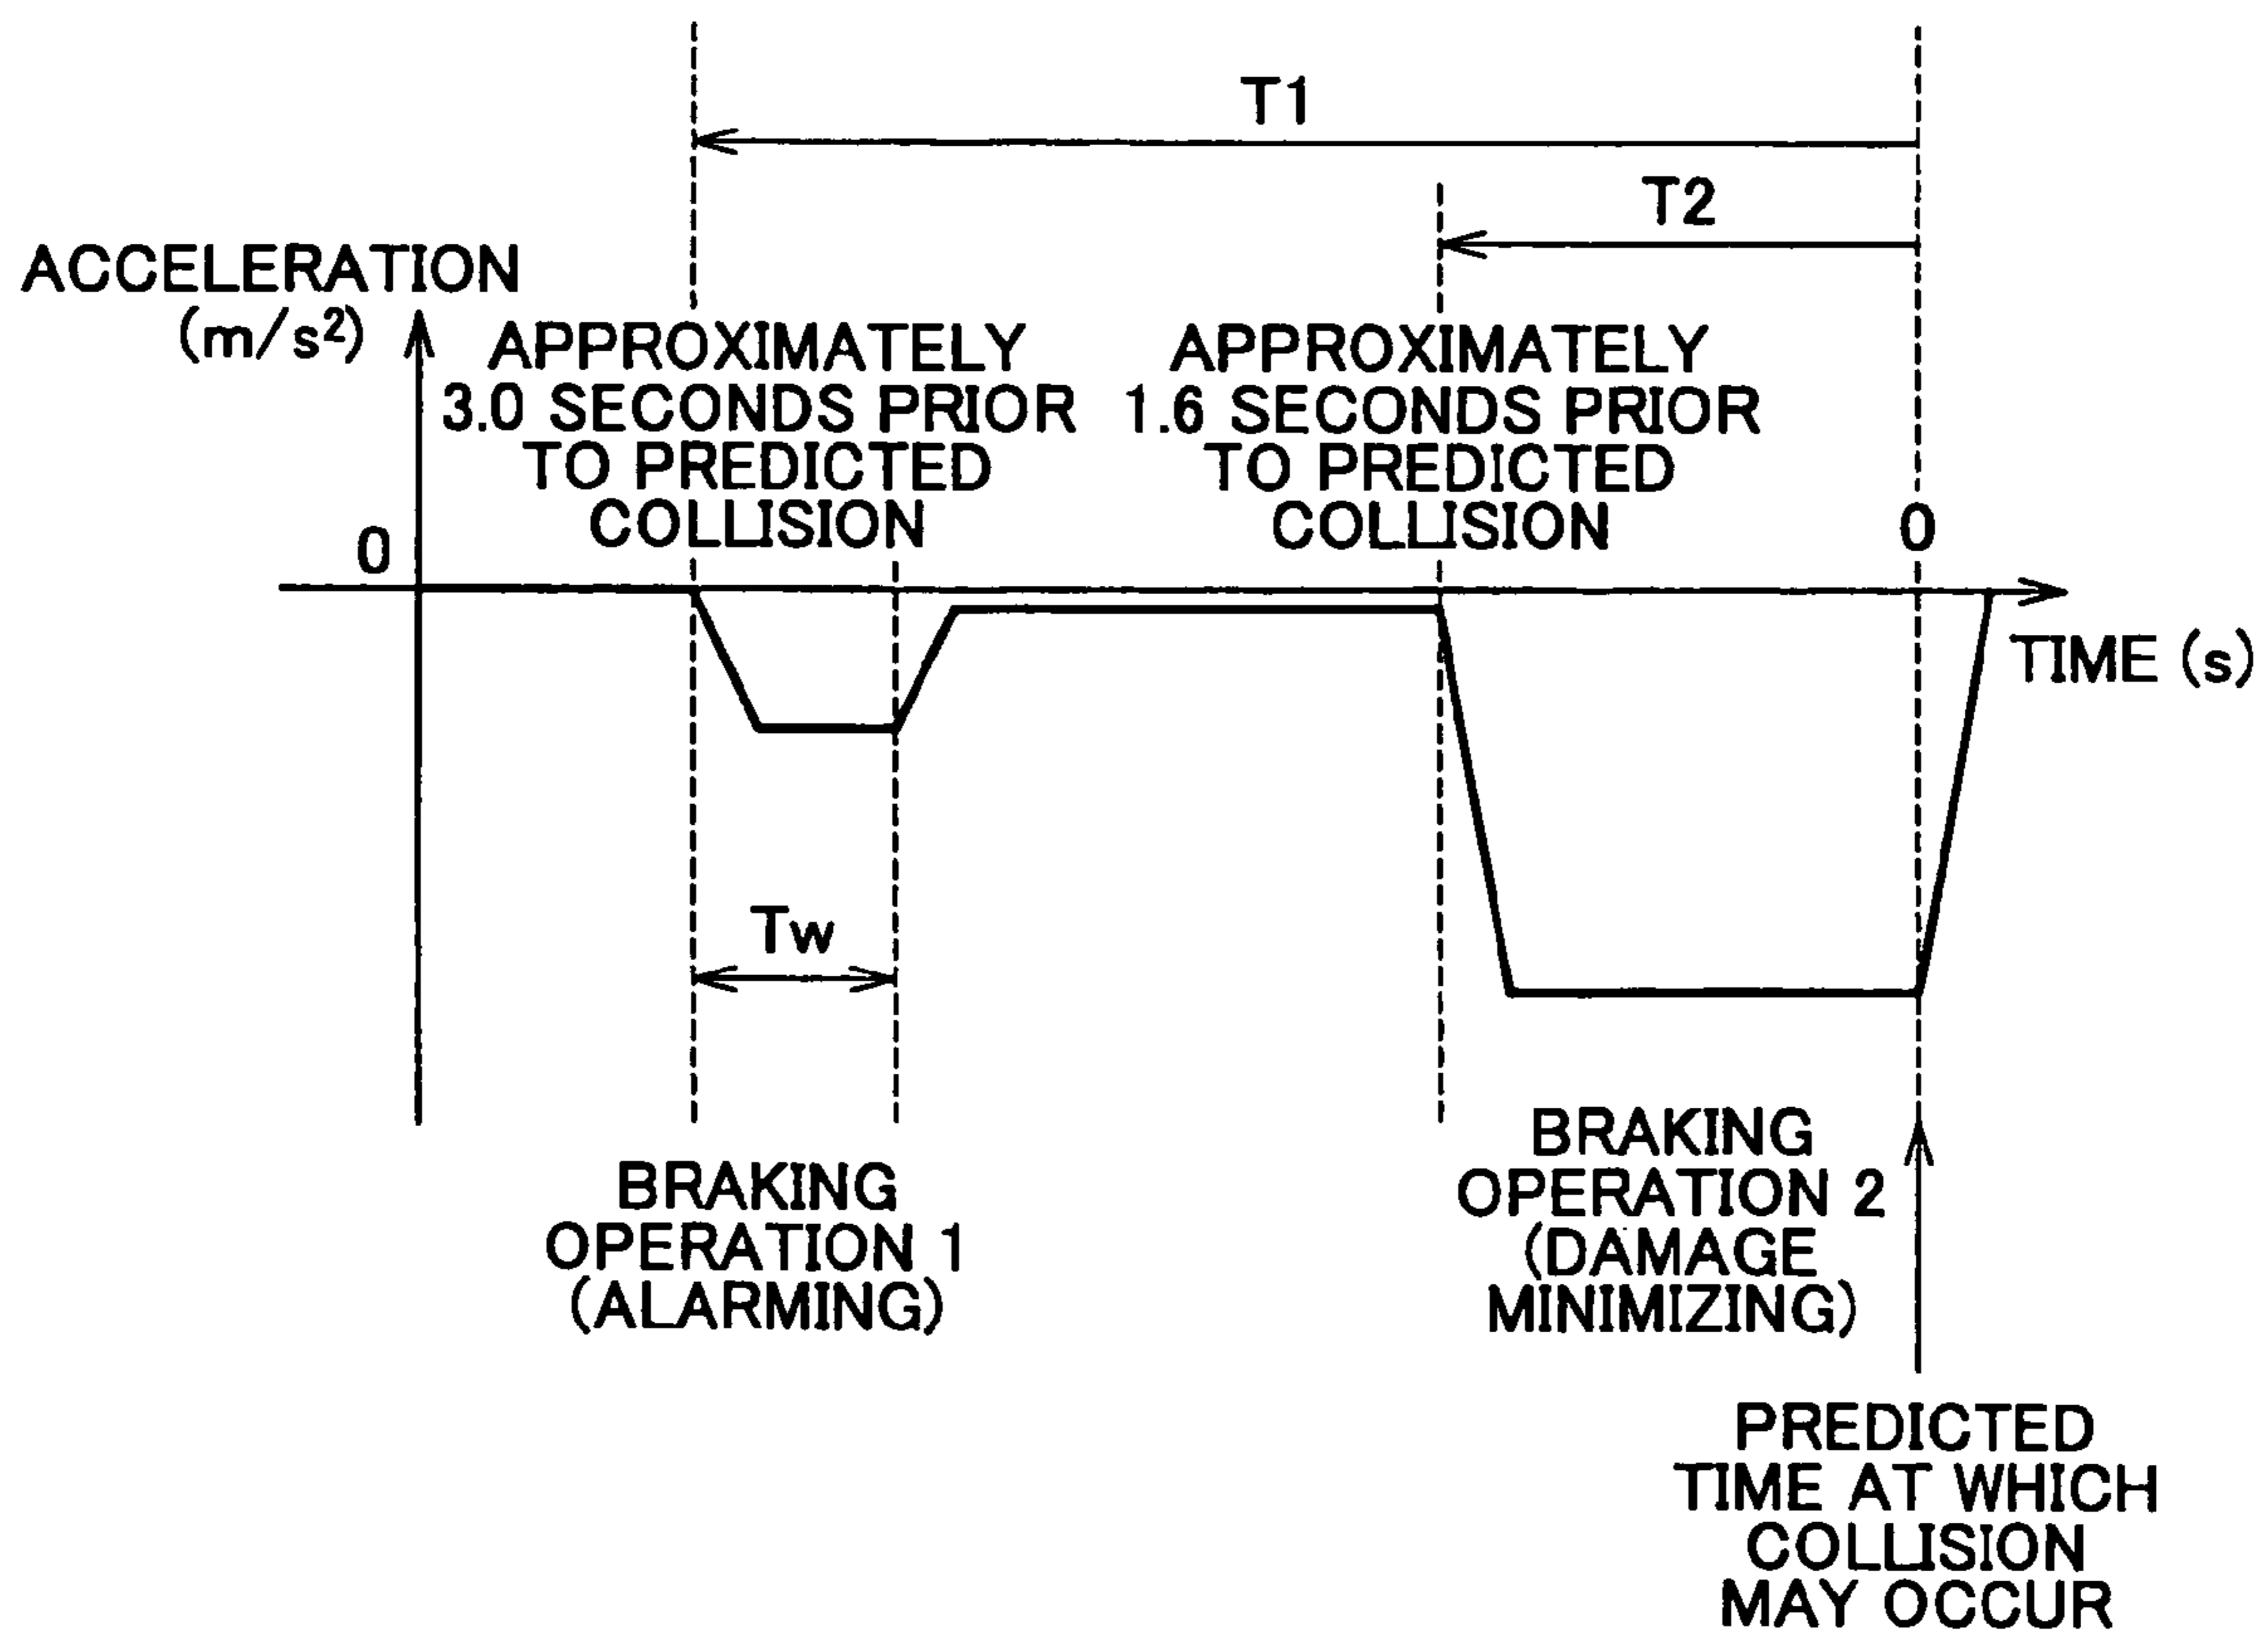 T1
T2
ACCELERATION
(m/s²)
APPROXIMATELY
3.0 SECONDS PRIOR
TO PREDICTED
COLLISION
APPROXIMATELY
1.6 SECONDS PRIOR
TO PREDICTED
COLLISION
0
0
TIME (s)
Tw
BRAKING
OPERATION 1
(ALARMING)
BRAKING
OPERATION 2
(DAMAGE
MINIMIZING)
PREDICTED
TIME AT WHICH
COLLISION
MAY OCCUR